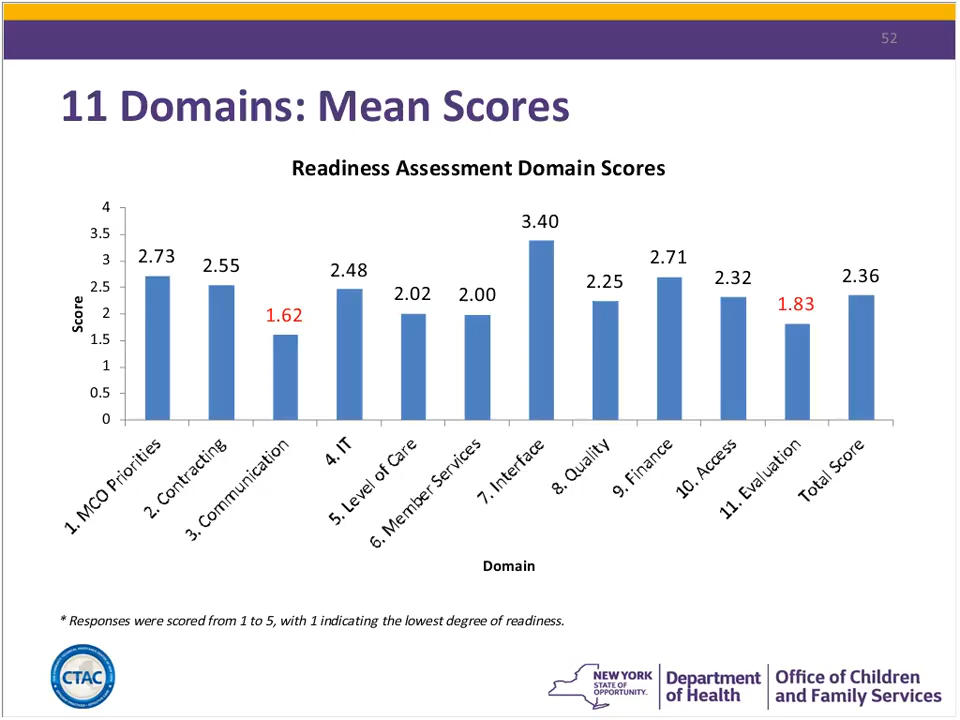 52
11 Domains: Mean Scores
Readiness Assessment Domain Scores
Score
4
3.5
3
2.5
2
1.5
1
0.5
0
2.73
2.55
1.62
2.48
2.02
2.00
3.40
2.25
2.71
2.32
1.83
2.36
1. MCO Priorities
2. Contracting
3. Communication
4. IT
5. Level of Care
6. Member Services
7. Interface
8. Quality
9. Finance
10. Access
11. Evaluation
Total Score
Domain
* Responses were scored from 1 to 5, with 1 indicating the lowest degree of readiness.
CTAC
NEW YORK
STATE OF
OPPORTUNITY.
Department
of Health
Office of Children
and Family Services